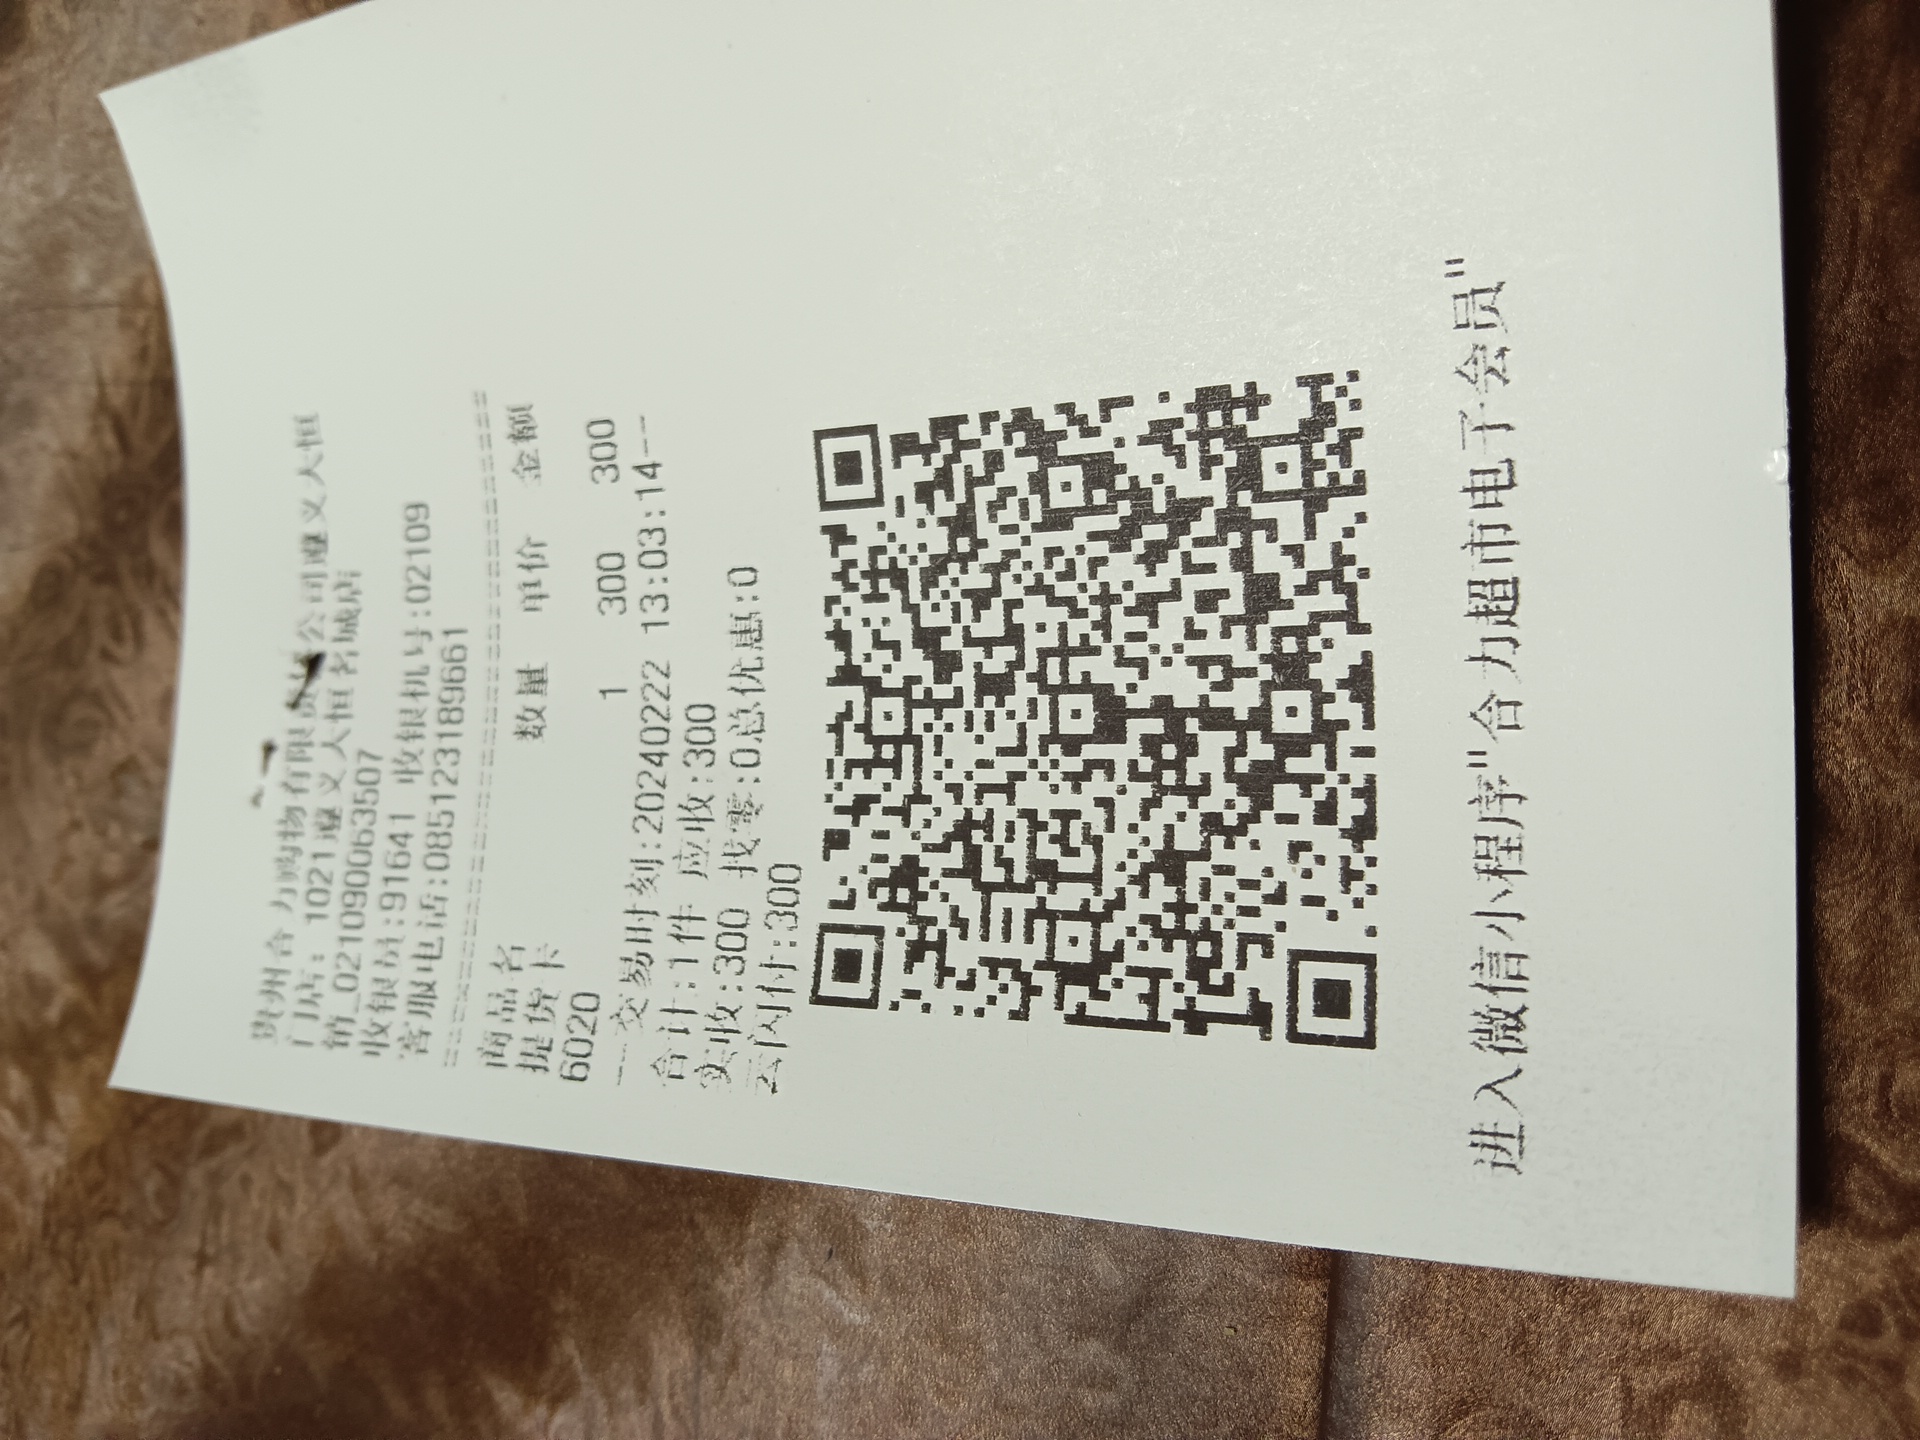 贵州合力购物有限责任公司遵义大恒
门店: 1021遵义大恒名城店
销_021090063507
收银员:91641 收银机号:02109
客服电话:085123189661
========================================
商品名 数量 单价 金额
提货卡
6020 1 300 300
---交易时刻:20240222 13:03:14--
合计:1件 应收:300
实收:300 找零:0总优惠:0
云闪付:300
进入微信小程序"合力超市电子会员"